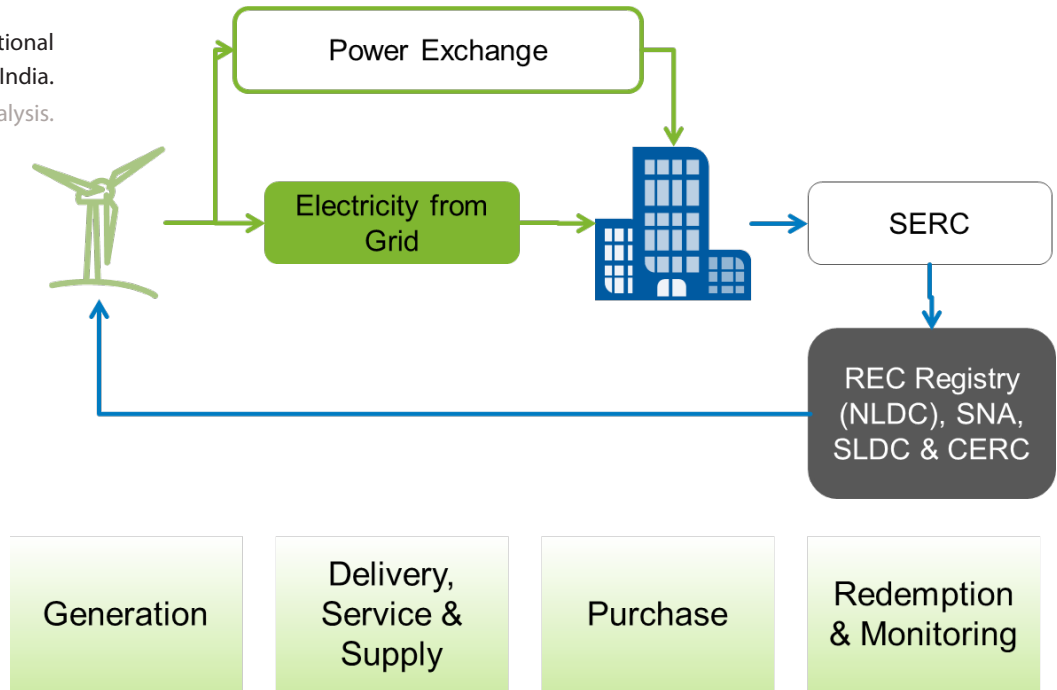 tional
India.
alysis.
Power Exchange
Electricity from
Grid
SERC
REC Registry
(NLDC), SNA,
SLDC & CERC
Generation
Delivery,
Service &
Supply
Purchase
Redemption
& Monitoring